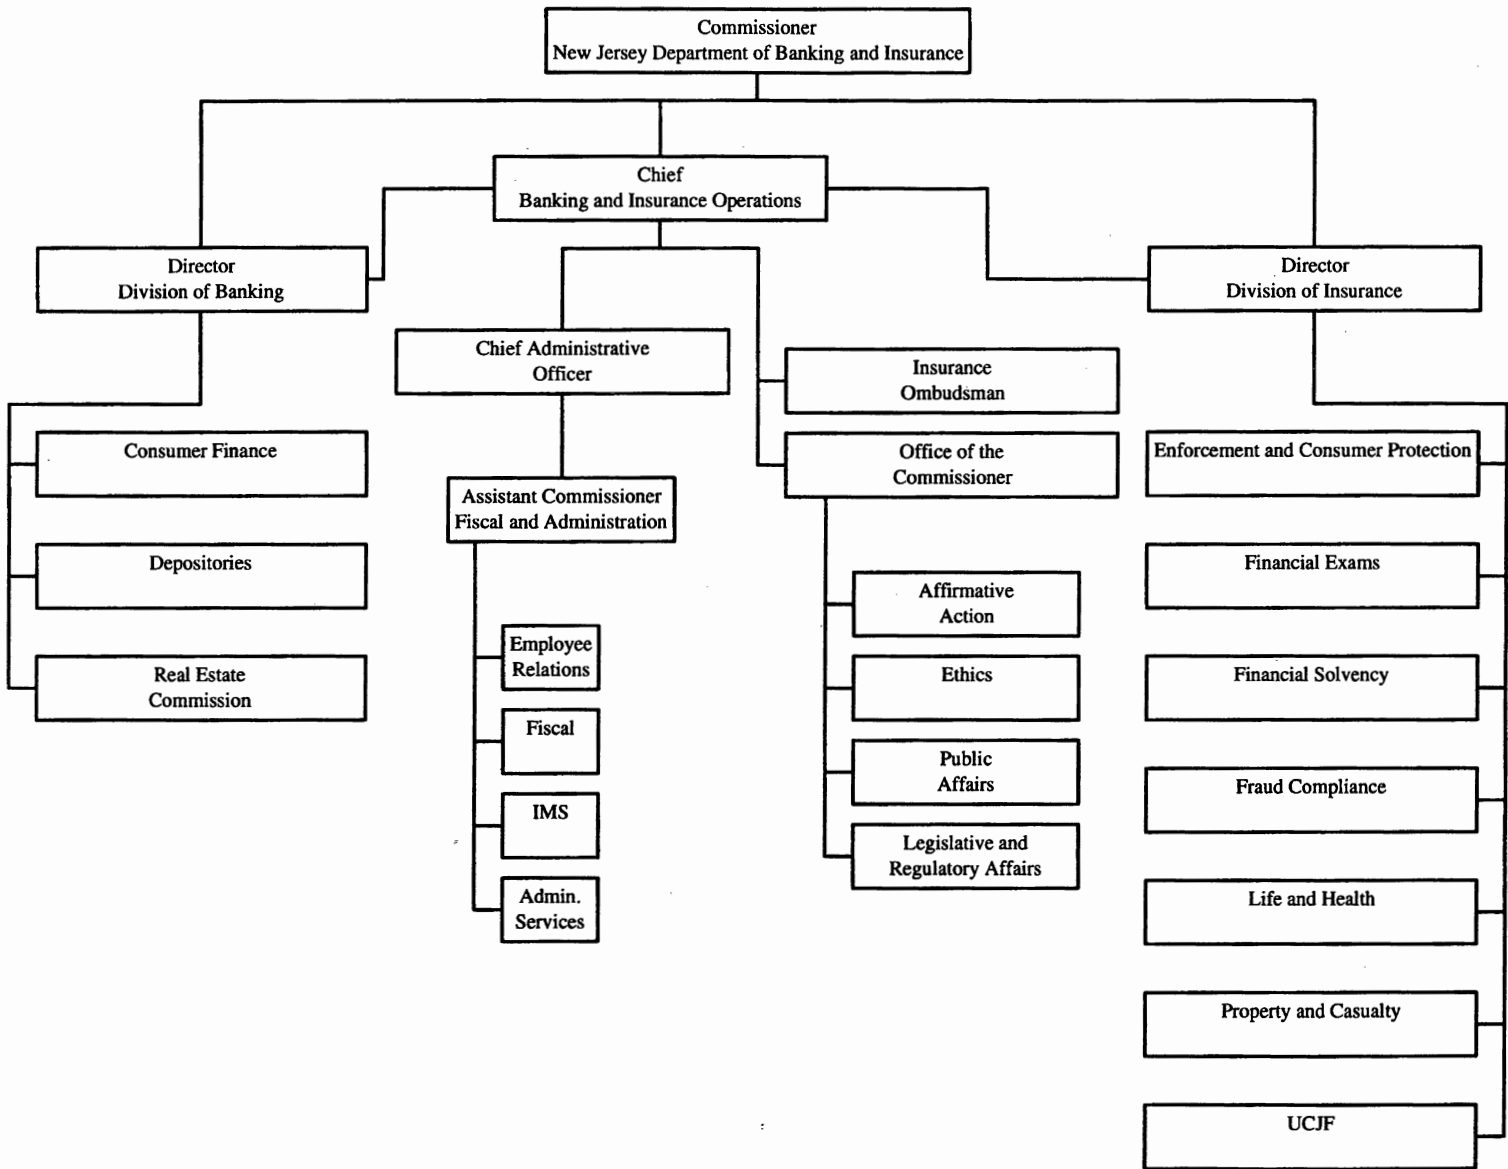 Commissioner
New Jersey Department of Banking and Insurance
Chief
Banking and Insurance Operations
Director
Division of Banking
Director
Division of Insurance
Chief Administrative
Officer
Insurance
Ombudsman
Office of the
Commissioner
Consumer Finance
Depositories
Real Estate
Commission
Assistant Commissioner
Fiscal and Administration
Employee
Relations
Fiscal
IMS
Admin.
Services
Affirmative
Action
Ethics
Public
Affairs
Legislative and
Regulatory Affairs
Enforcement and Consumer Protection
Financial Exams
Financial Solvency
Fraud Compliance
Life and Health
Property and Casualty
UCJF